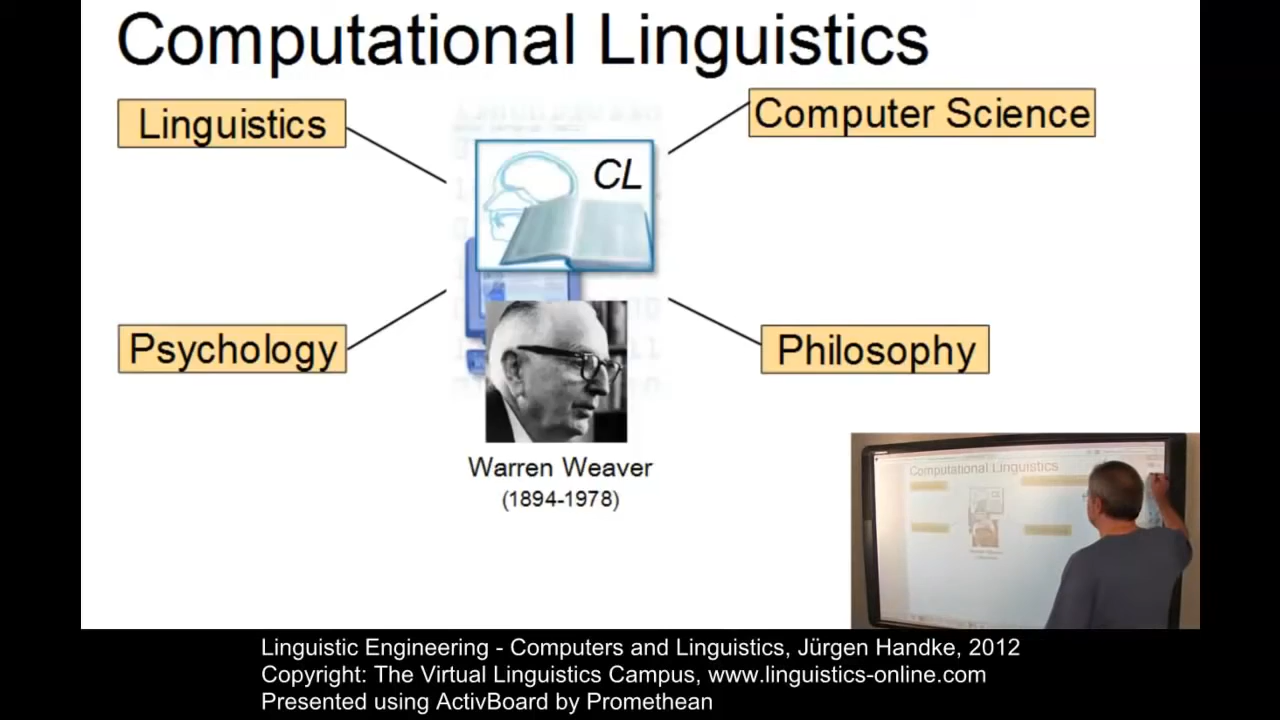 Computational Linguistics
Linguistics
Computer Science
CL
Psychology
Philosophy
Warren Weaver
(1894-1978)
Computational Linguistics
Linguistic Engineering - Computers and Linguistics, Jürgen Handke, 2012
Copyright: The Virtual Linguistics Campus, www.linguistics-online.com
Presented using ActivBoard by Promethean